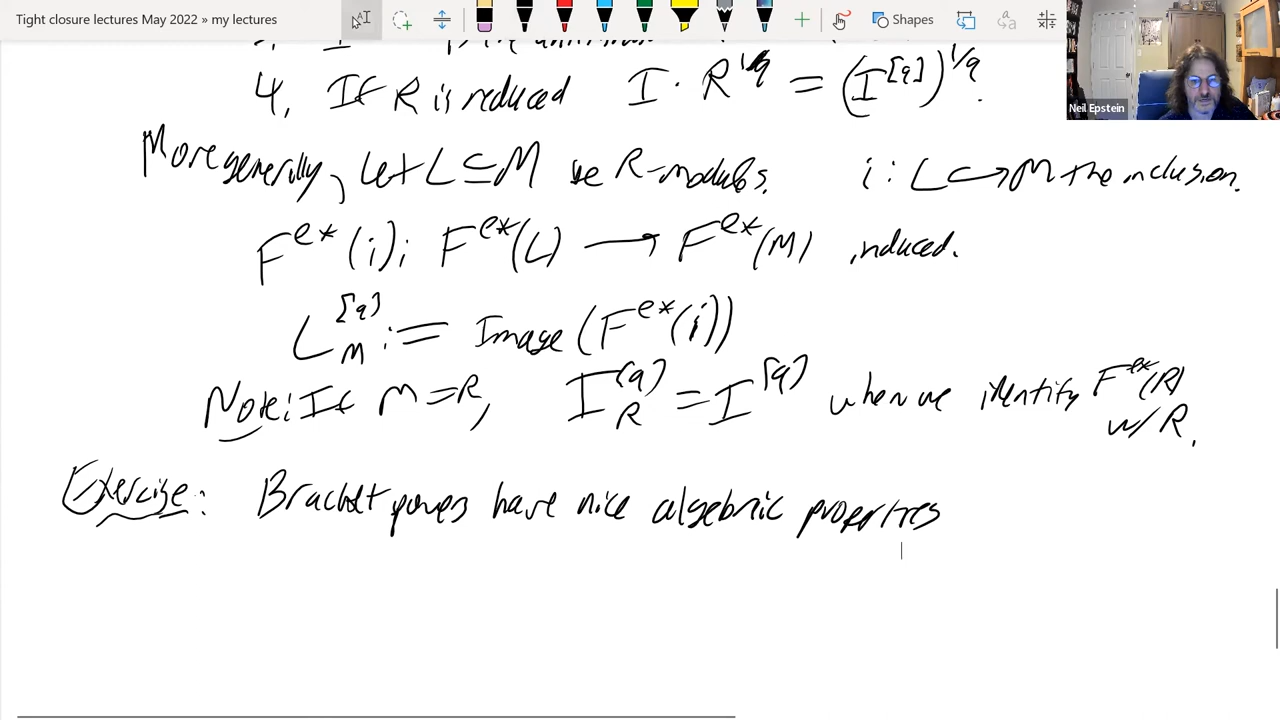 Tight closure lectures May 2022 » my lectures
Shapes
Neil Epstein
4. If R is reduced I · R^{1/q} = (I^{[q]})^{1/q}.
More generally, let L ⊆ M be R-modules. i : L ↪ M the inclusion.
F^{e*}(i): F^{e*}(L) → F^{e*}(M) induced.
L_M^{[q]} := Image (F^{e*}(i))
Note: If M = R, I_R^{[q]} = I^{[q]} when we identify F^{e*}(R)
w/ R.
Exercise: Bracket powers have nice algebraic properties